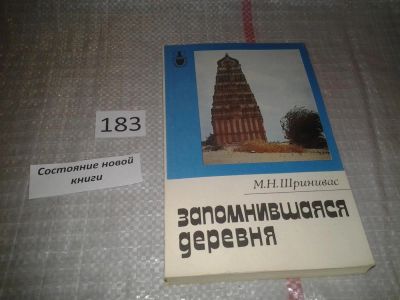 183
Состояние новой
книги
М.Н.Шринивас
запомнившаяся
деревня